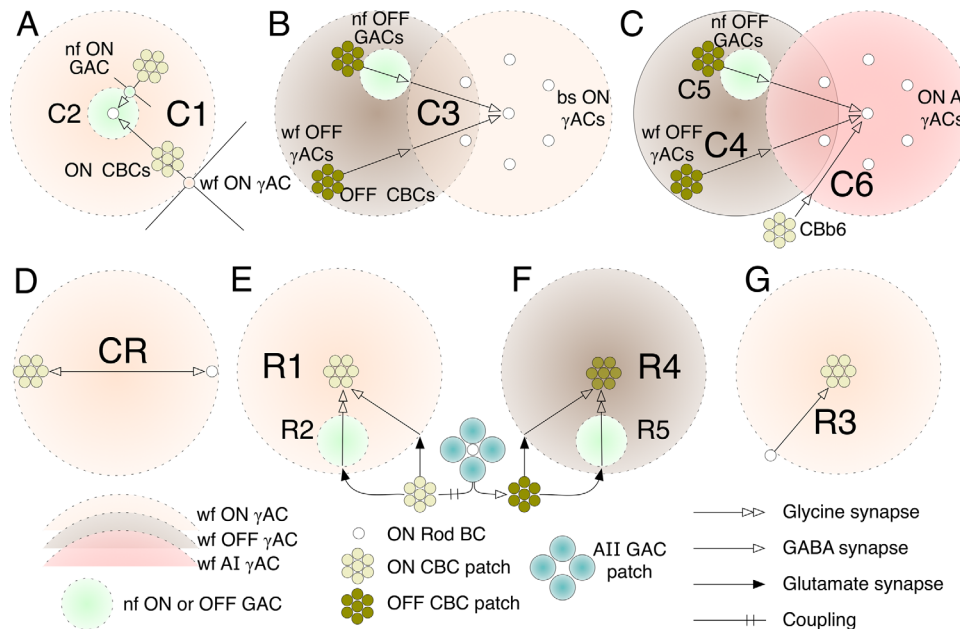 A
nf ON
GAC
C2
C1
ON CBCs
wf ON γAC
B
nf OFF
GACs
C3
bs ON
γACs
wf OFF
γACs
OFF CBCs
C
nf OFF
GACs
C5
ON A
γACs
wf OFF
γACs
C4
C6
CBb6
D
CR
E
R1
R2
F
R4
R5
G
R3
wf ON γAC
wf OFF γAC
wf AI γAC
nf ON or OFF GAC
ON Rod BC
ON CBC patch
OFF CBC patch
AII GAC
patch
Glycine synapse
GABA synapse
Glutamate synapse
Coupling